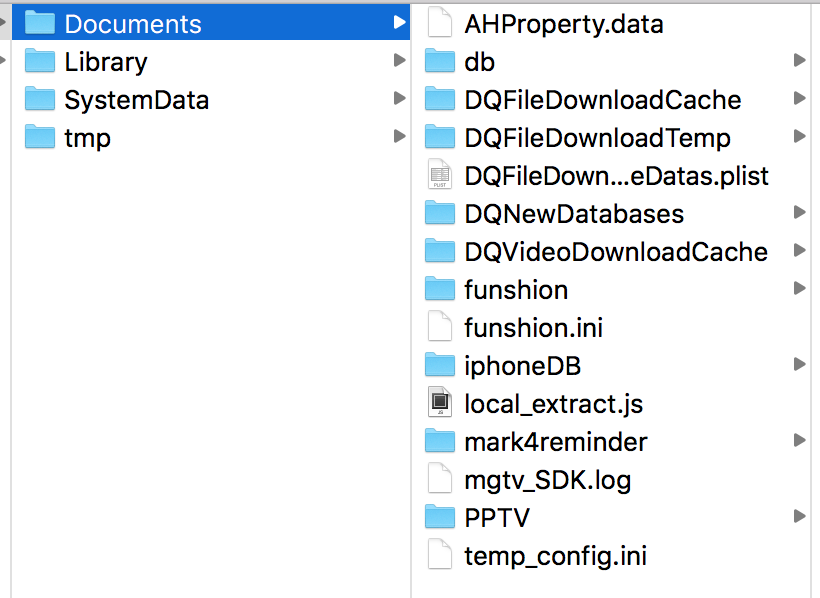 Documents
Library
SystemData
tmp
AHProperty.data
db
DQFileDownloadCache
DQFileDownloadTemp
DQFileDown...eDatas.plist
DQNewDatabases
DQVideoDownloadCache
funshion
funshion.ini
iphoneDB
local_extract.js
mark4reminder
mgtv_SDK.log
PPTV
temp_config.ini